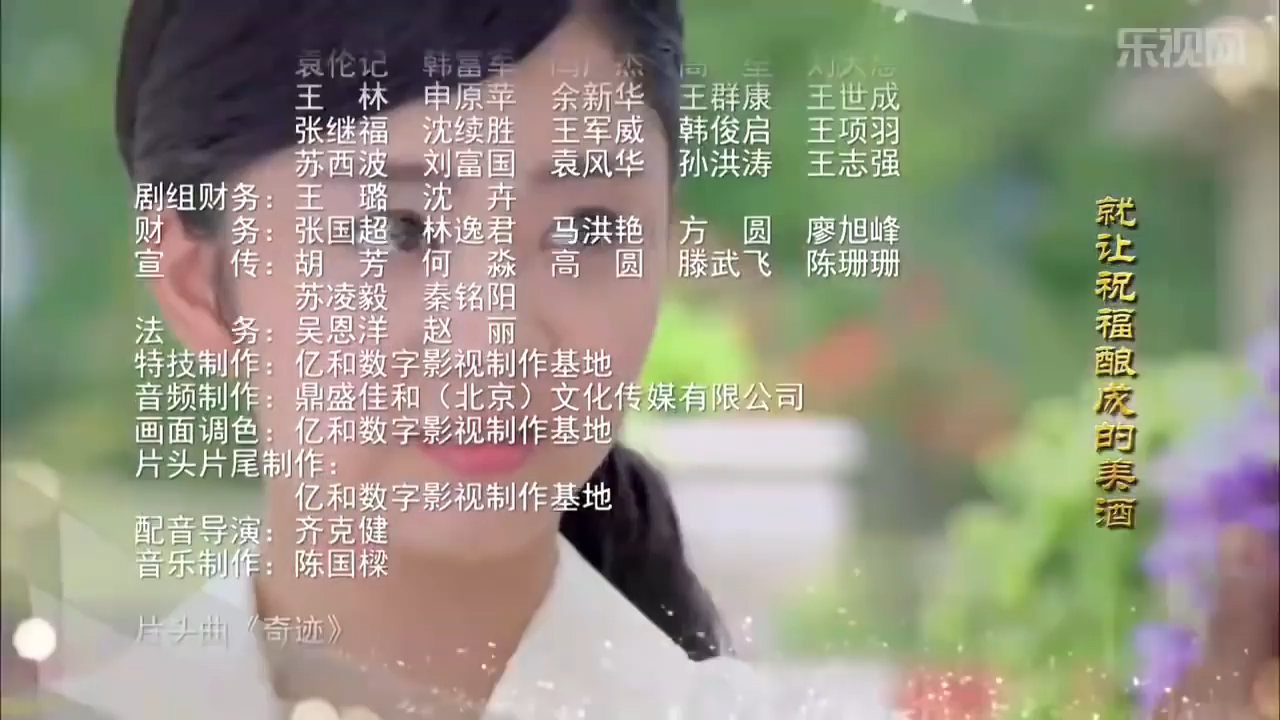 乐视网
袁伦记 韩富军
王 林 申原苹 余新华 王群康 王世成
张继福 沈续胜 王军威 韩俊启 王项羽
苏西波 刘富国 袁风华 孙洪涛 王志强
剧组财务：王 璐 沈 卉
财 务：张国超 林逸君 马洪艳 方 圆 廖旭峰
宣 传：胡 芳 何 淼 高 圆 滕武飞 陈珊珊
苏凌毅 秦铭阳
法 务：吴恩洋 赵 丽
特技制作：亿和数字影视制作基地
音频制作：鼎盛佳和（北京）文化传媒有限公司
画面调色：亿和数字影视制作基地
片头片尾制作：
亿和数字影视制作基地
配音导演：齐克健
音乐制作：陈国樑
片头曲《奇迹》
就让祝福酿成的美酒